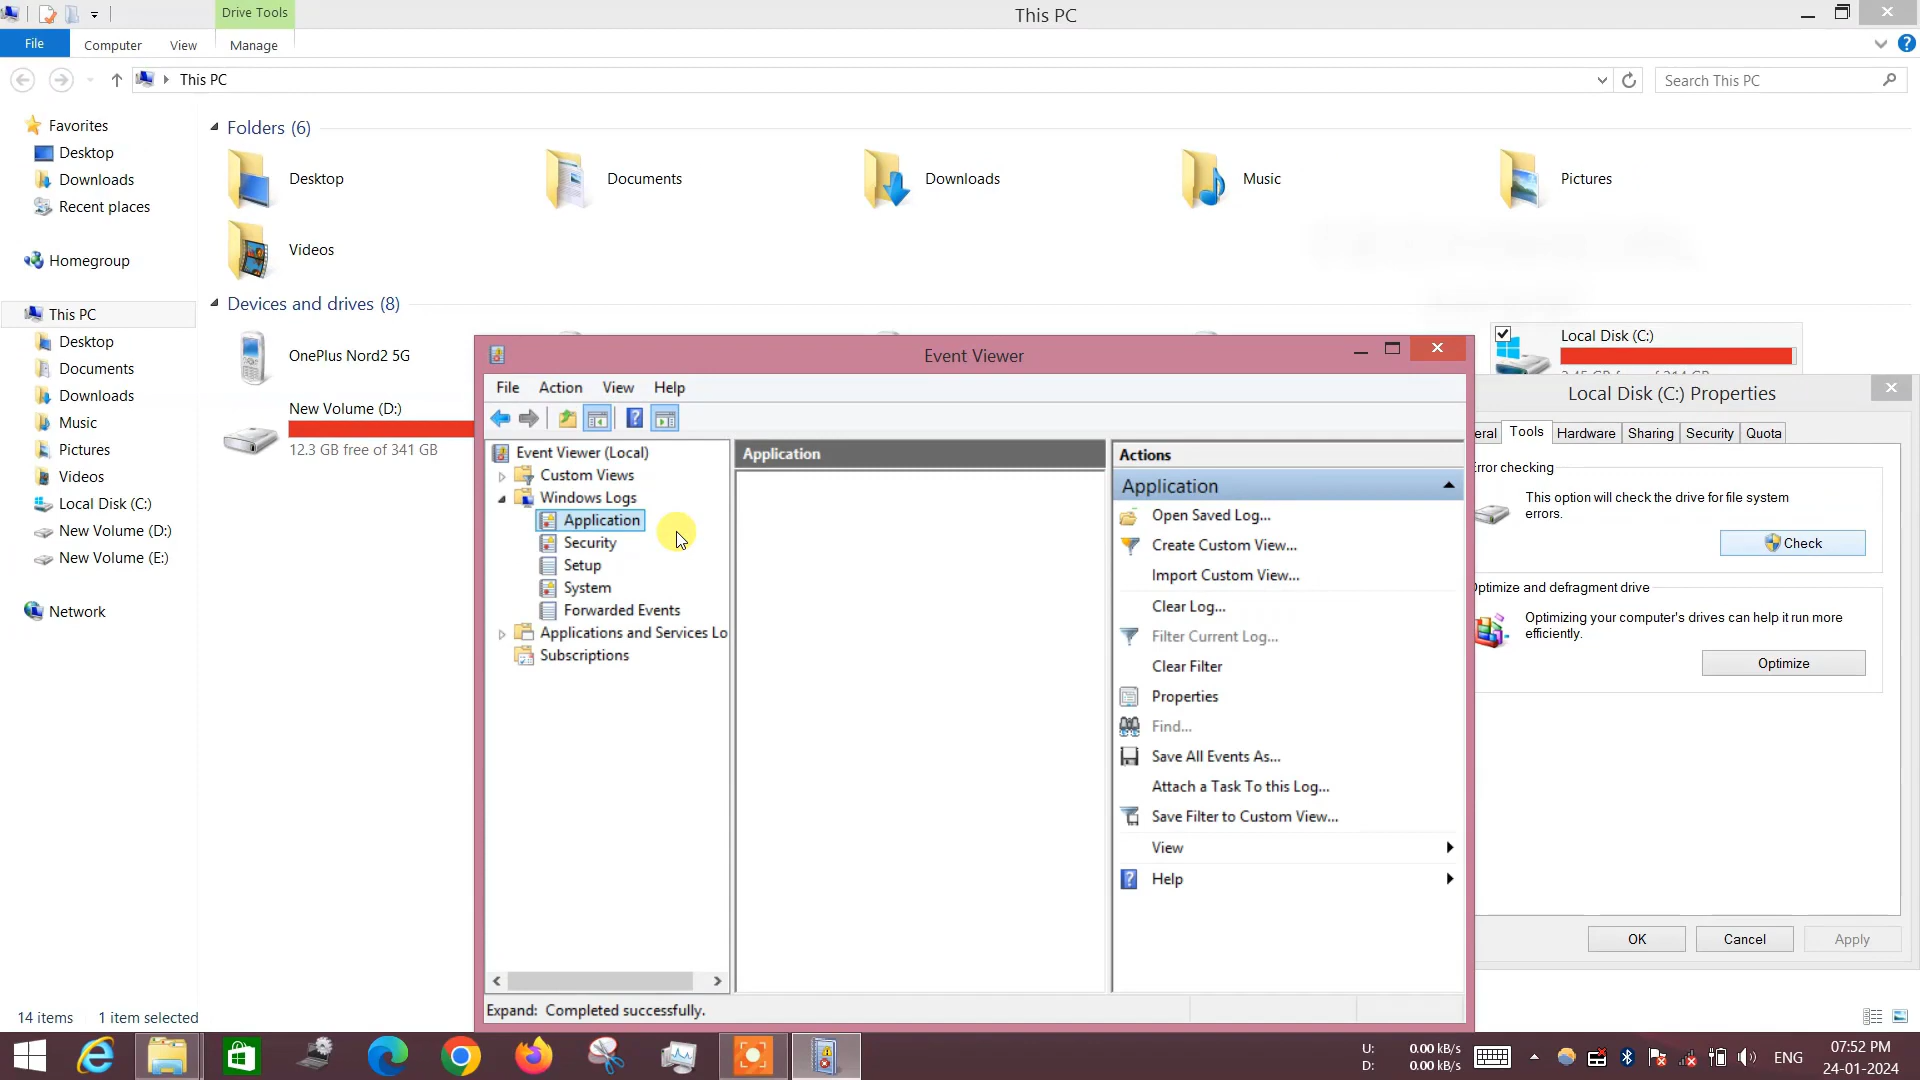 Drive Tools
This PC
File
Computer
View
Manage
This PC
Search This PC
Favorites
Desktop
Downloads
Recent places
Homegroup
This PC
Desktop
Documents
Downloads
Music
Pictures
Videos
Local Disk (C:)
New Volume (D:)
New Volume (E:)
Network
Folders (6)
Desktop
Documents
Downloads
Music
Pictures
Videos
Devices and drives (8)
OnePlus Nord2 5G
New Volume (D:)
12.3 GB free of 341 GB
Local Disk (C:)
Event Viewer
File
Action
View
Help
Event Viewer (Local)
Custom Views
Windows Logs
Application
Security
Setup
System
Forwarded Events
Applications and Services Lo
Subscriptions
Application
Actions
Application
Open Saved Log...
Create Custom View...
Import Custom View...
Clear Log...
Filter Current Log...
Clear Filter
Properties
Find...
Save All Events As...
Attach a Task To this Log...
Save Filter to Custom View...
View
Help
Expand: Completed successfully.
Local Disk (C:) Properties
eral
Tools
Hardware
Sharing
Security
Quota
Error checking
This option will check the drive for file system
errors.
Check
Optimize and defragment drive
Optimizing your computer's drives can help it run more
efficiently.
Optimize
OK
Cancel
Apply
14 items
1 item selected
U: 0.00 kB/s
D: 0.00 kB/s
ENG
07:52 PM
24-01-2024